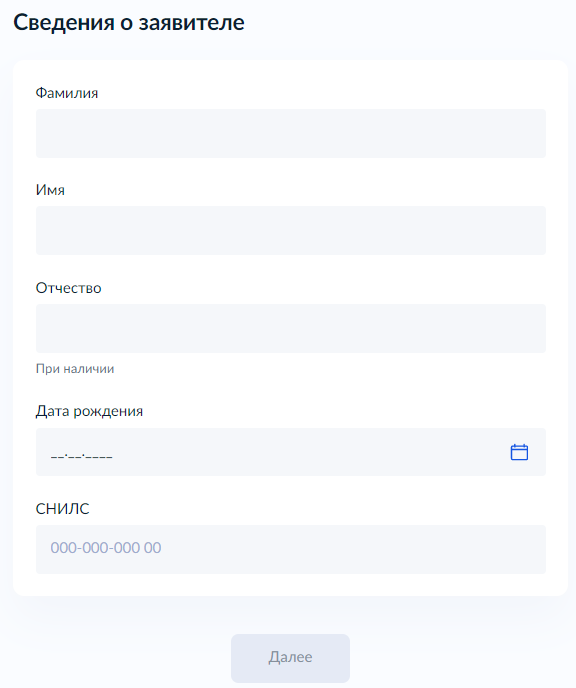 Сведения о заявителе
Фамилия
Имя
Отчество
При наличии
Дата рождения
__.__.____
СНИЛС
000-000-000 00
Далее